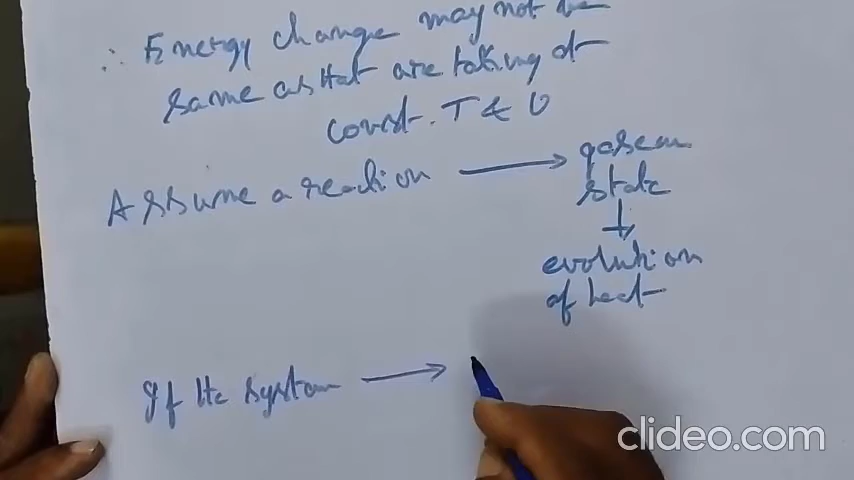 ∴ Energy change may not be
same as that are taking at
const. T & V
Assume a reaction → gaseous
state
↓
evolution
of heat
If the system →
clideo.com